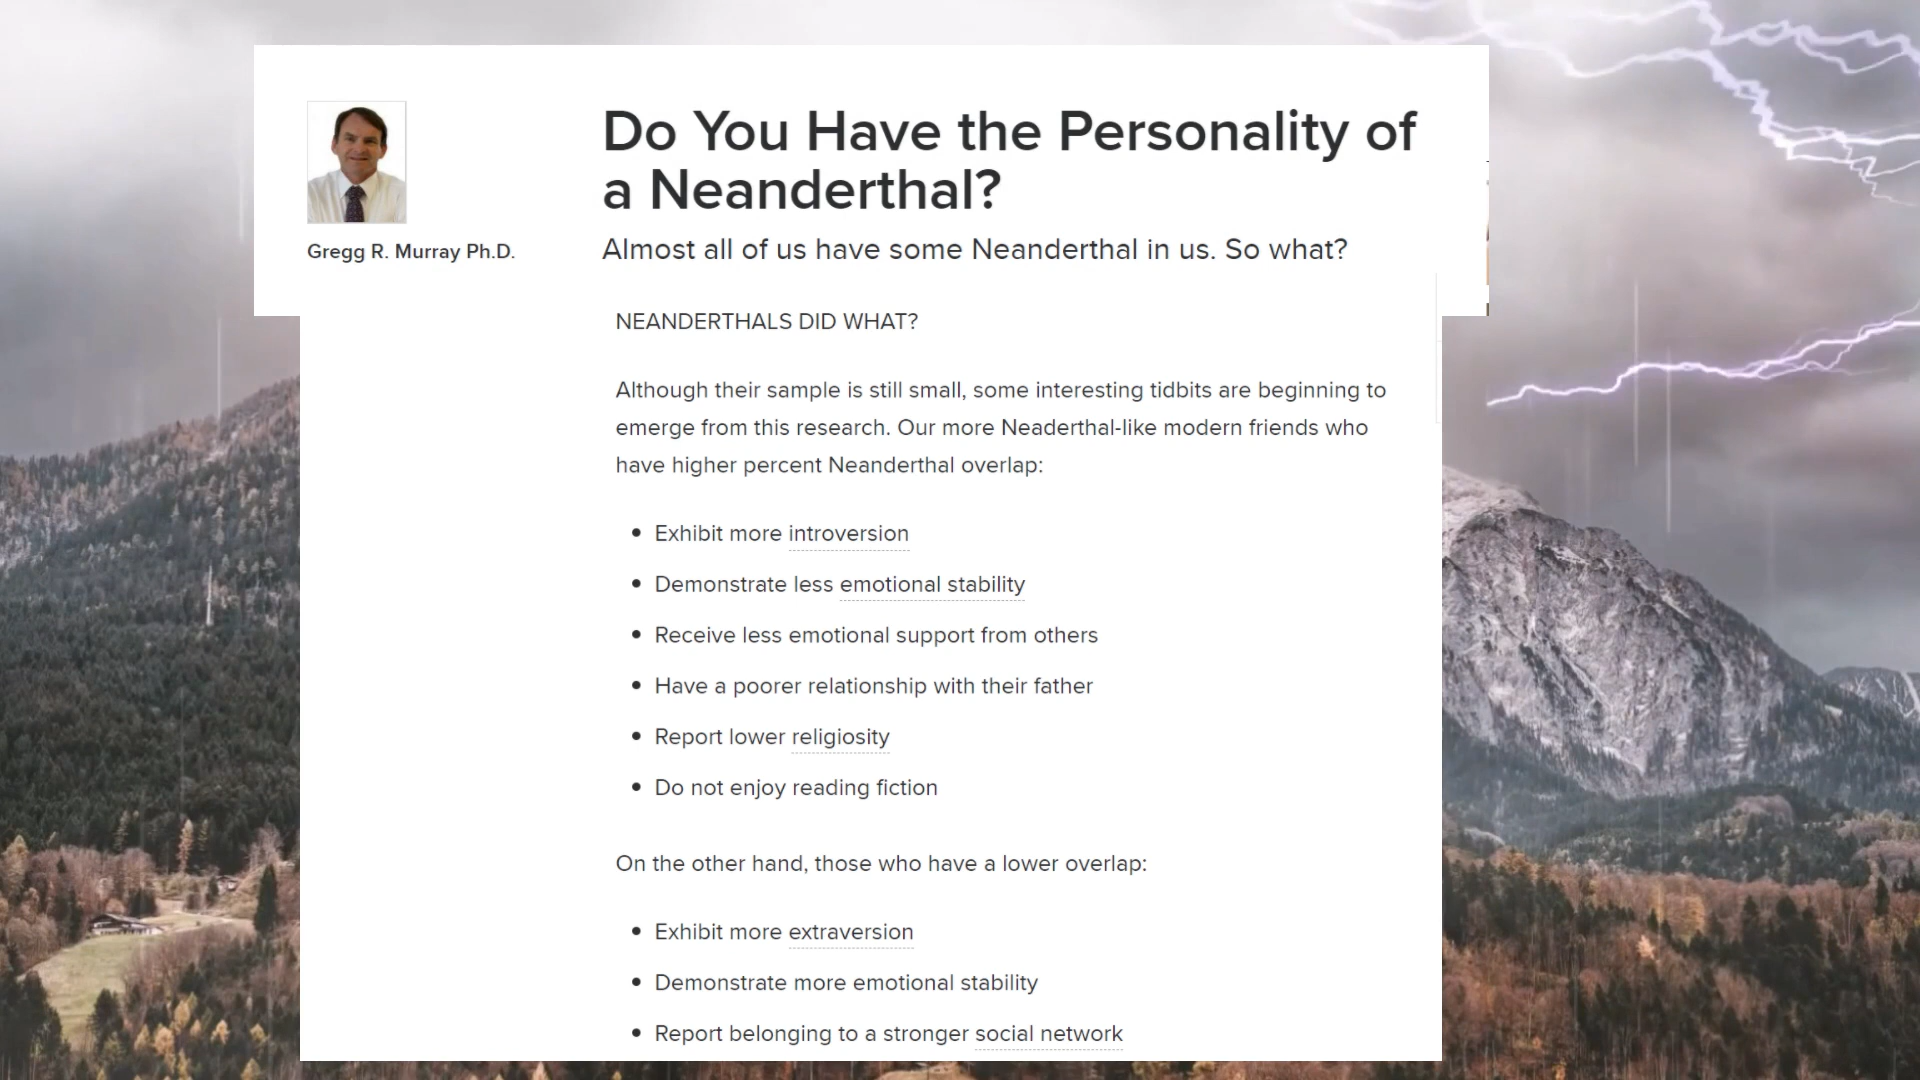 Do You Have the Personality of
a Neanderthal?
Gregg R. Murray Ph.D.
Almost all of us have some Neanderthal in us. So what?
NEANDERTHALS DID WHAT?
Although their sample is still small, some interesting tidbits are beginning to
emerge from this research. Our more Neaderthal-like modern friends who
have higher percent Neanderthal overlap:
• Exhibit more introversion
• Demonstrate less emotional stability
• Receive less emotional support from others
• Have a poorer relationship with their father
• Report lower religiosity
• Do not enjoy reading fiction
On the other hand, those who have a lower overlap:
• Exhibit more extraversion
• Demonstrate more emotional stability
• Report belonging to a stronger social network